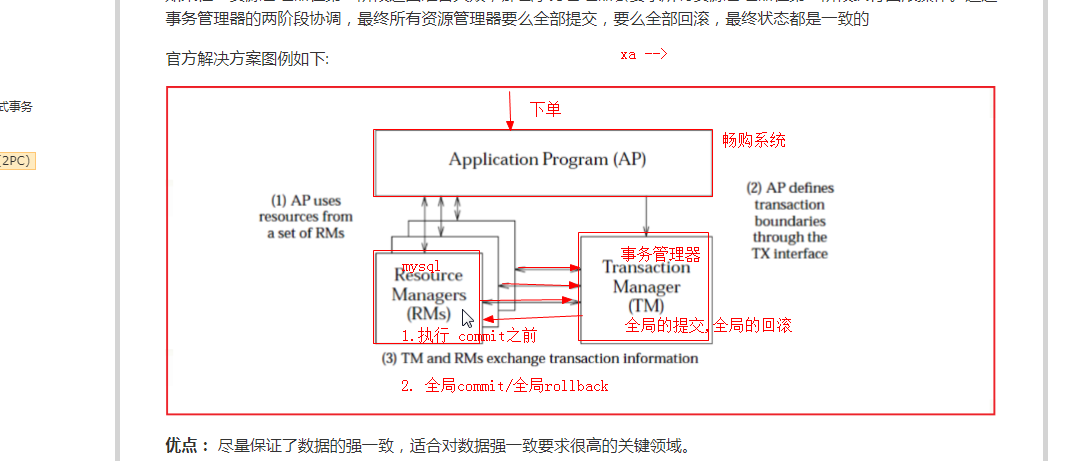 事务管理器的两阶段协调，最终所有资源管理器要么全部提交，要么全部回滚，最终状态都是一致的
官方解决方案图例如下:
xa -->
式事务
(2PC)
下单
畅购系统
Application Program (AP)
(1) AP uses
resources from
a set of RMs
(2) AP defines
transaction
boundaries
through the
TX interface
mysql
Resource
Managers
(RMs)
事务管理器
Transaction
Manager
(TM)
1.执行 commit之前
全局的提交,全局的回滚
(3) TM and RMs exchange transaction information
2. 全局commit/全局rollback
优点： 尽量保证了数据的强一致，适合对数据强一致要求很高的关键领域。